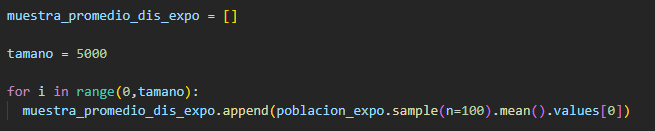 muestra_promedio_dis_expo = []
tamano = 5000
for i in range(0,tamano):
  muestra_promedio_dis_expo.append(poblacion_expo.sample(n=100).mean().values[0])